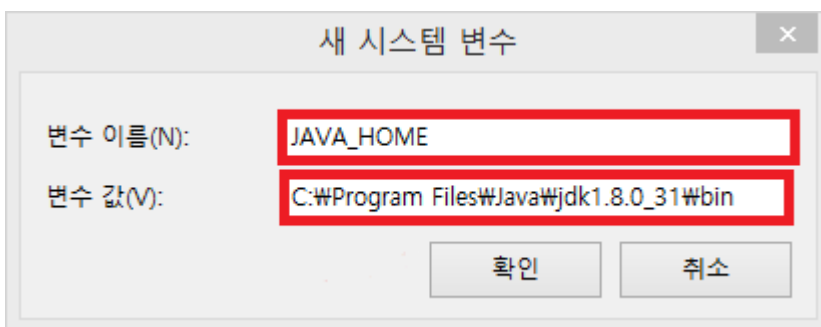 새 시스템 변수
변수 이름(N): JAVA_HOME
변수 값(V): C:₩Program Files₩Java₩jdk1.8.0_31₩bin
확인 취소